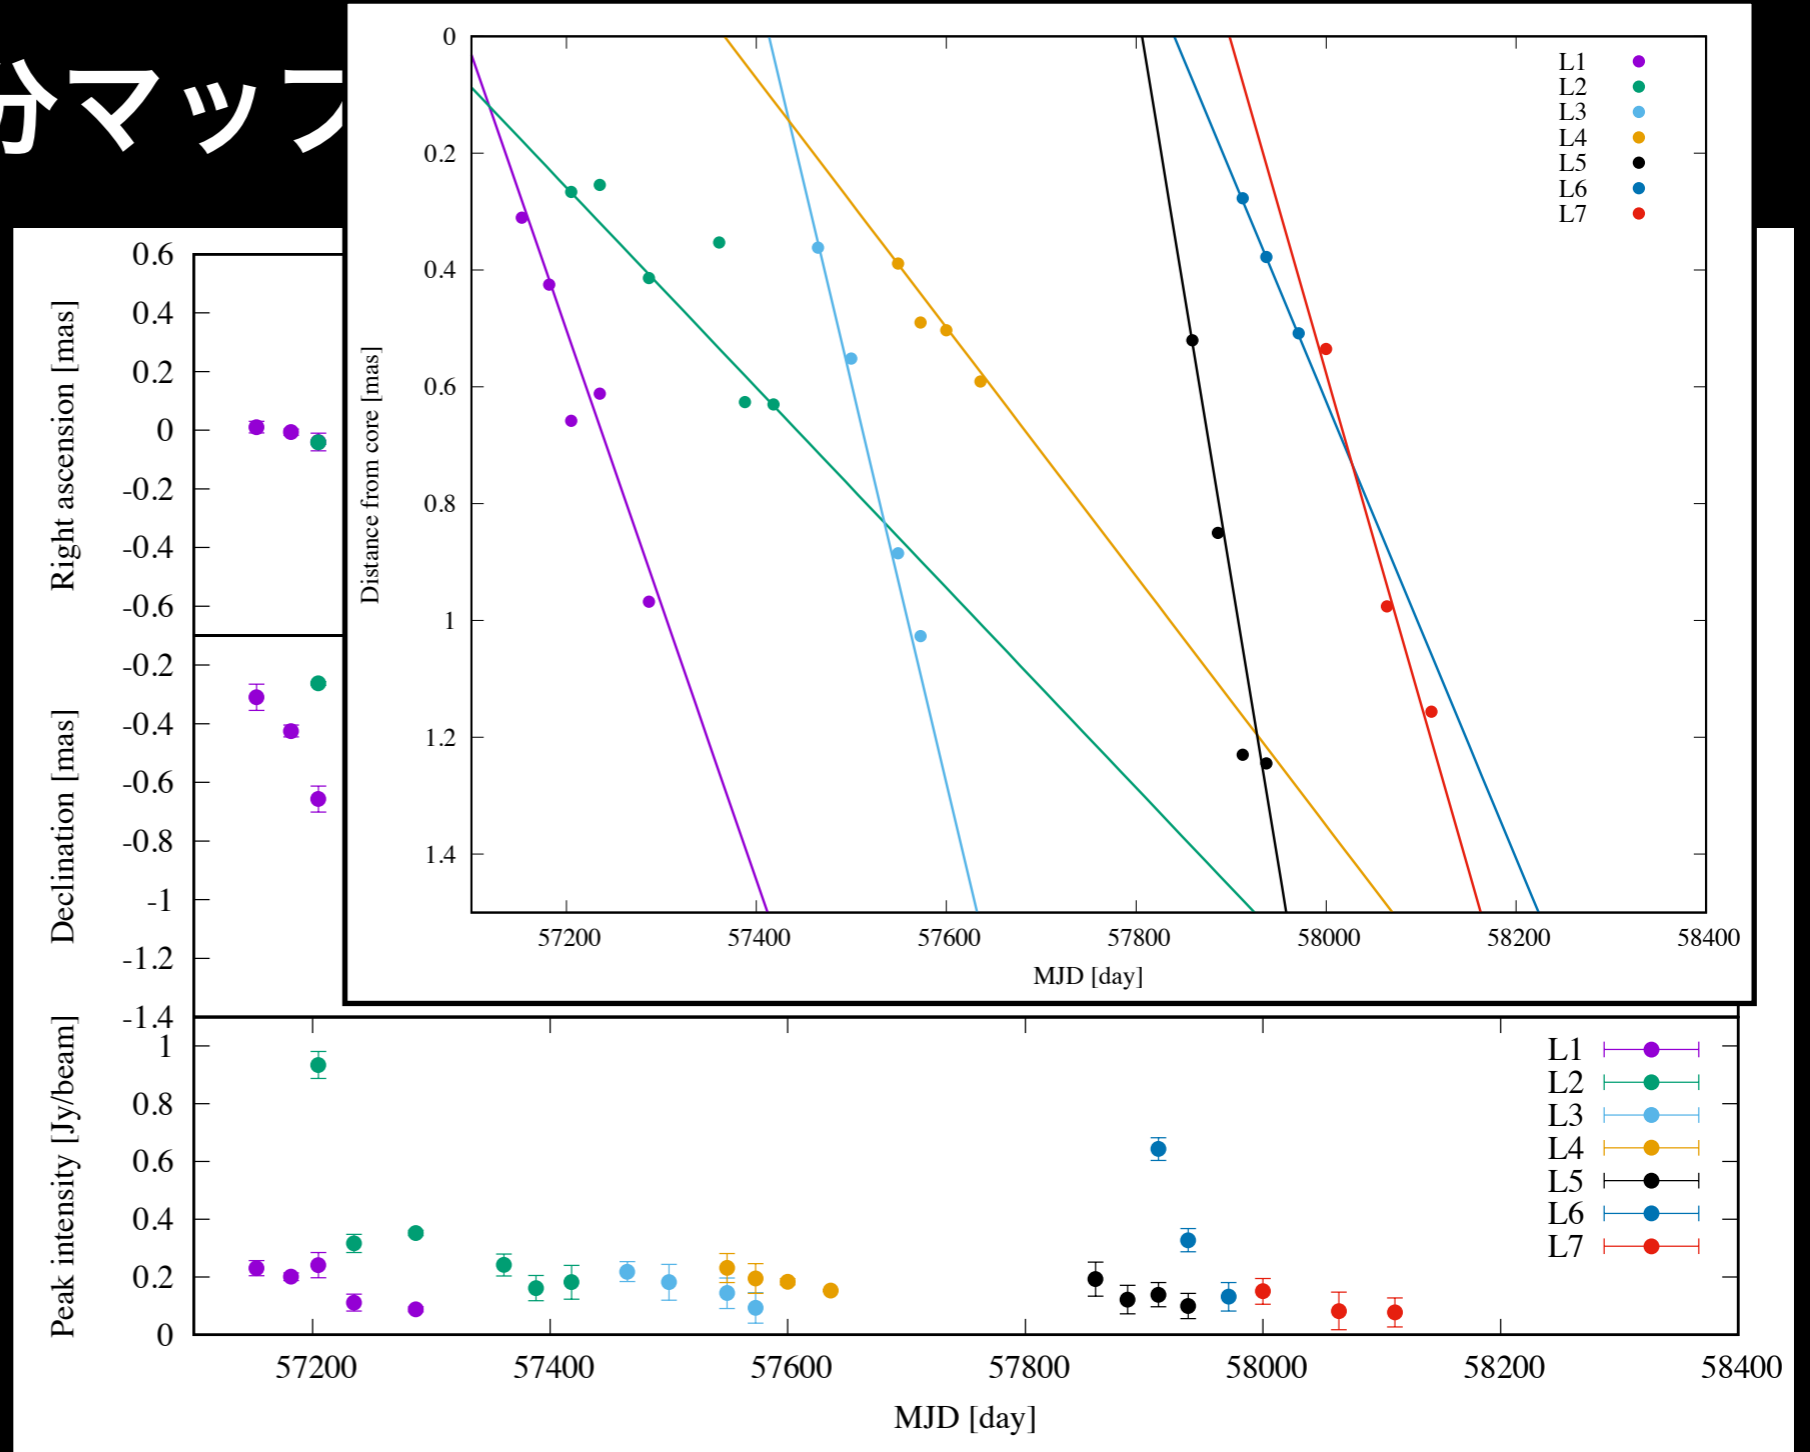 分マップ
0
0.2
0.4
0.6
0.8
1
1.2
1.4
Distance from core [mas]
57200 57400 57600 57800 58000 58200 58400
MJD [day]
L1
L2
L3
L4
L5
L6
L7
0.6
0.4
0.2
0
-0.2
-0.4
-0.6
Right ascension [mas]
-0.2
-0.4
-0.6
-0.8
-1
-1.2
-1.4
Declination [mas]
1
0.8
0.6
0.4
0.2
0
Peak intensity [Jy/beam]
L1
L2
L3
L4
L5
L6
L7
57200 57400 57600 57800 58000 58200 58400
MJD [day]